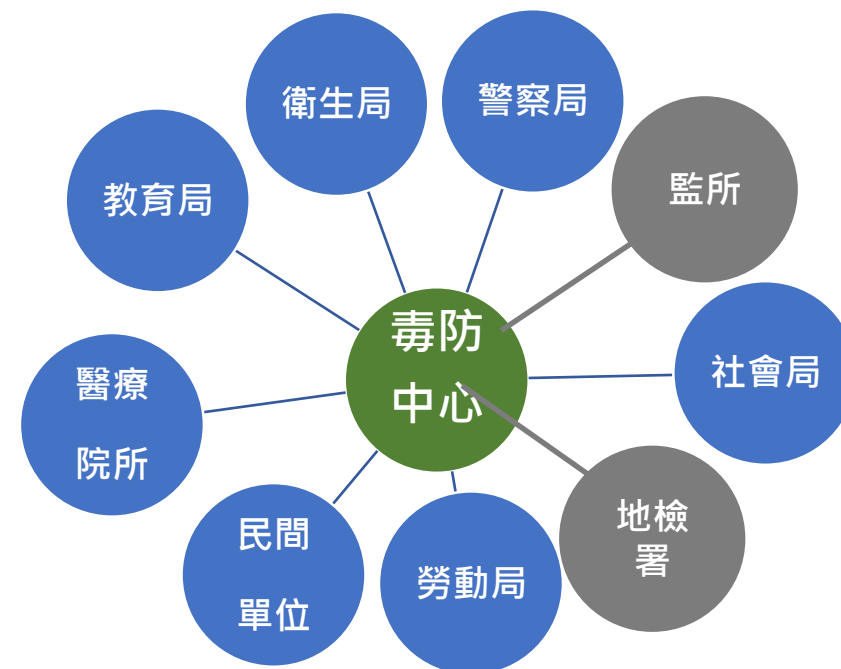 衛生局
警察局
教育局
監所
毒防
中心
社會局
醫療
院所
地檢
署
民間
單位
勞動局